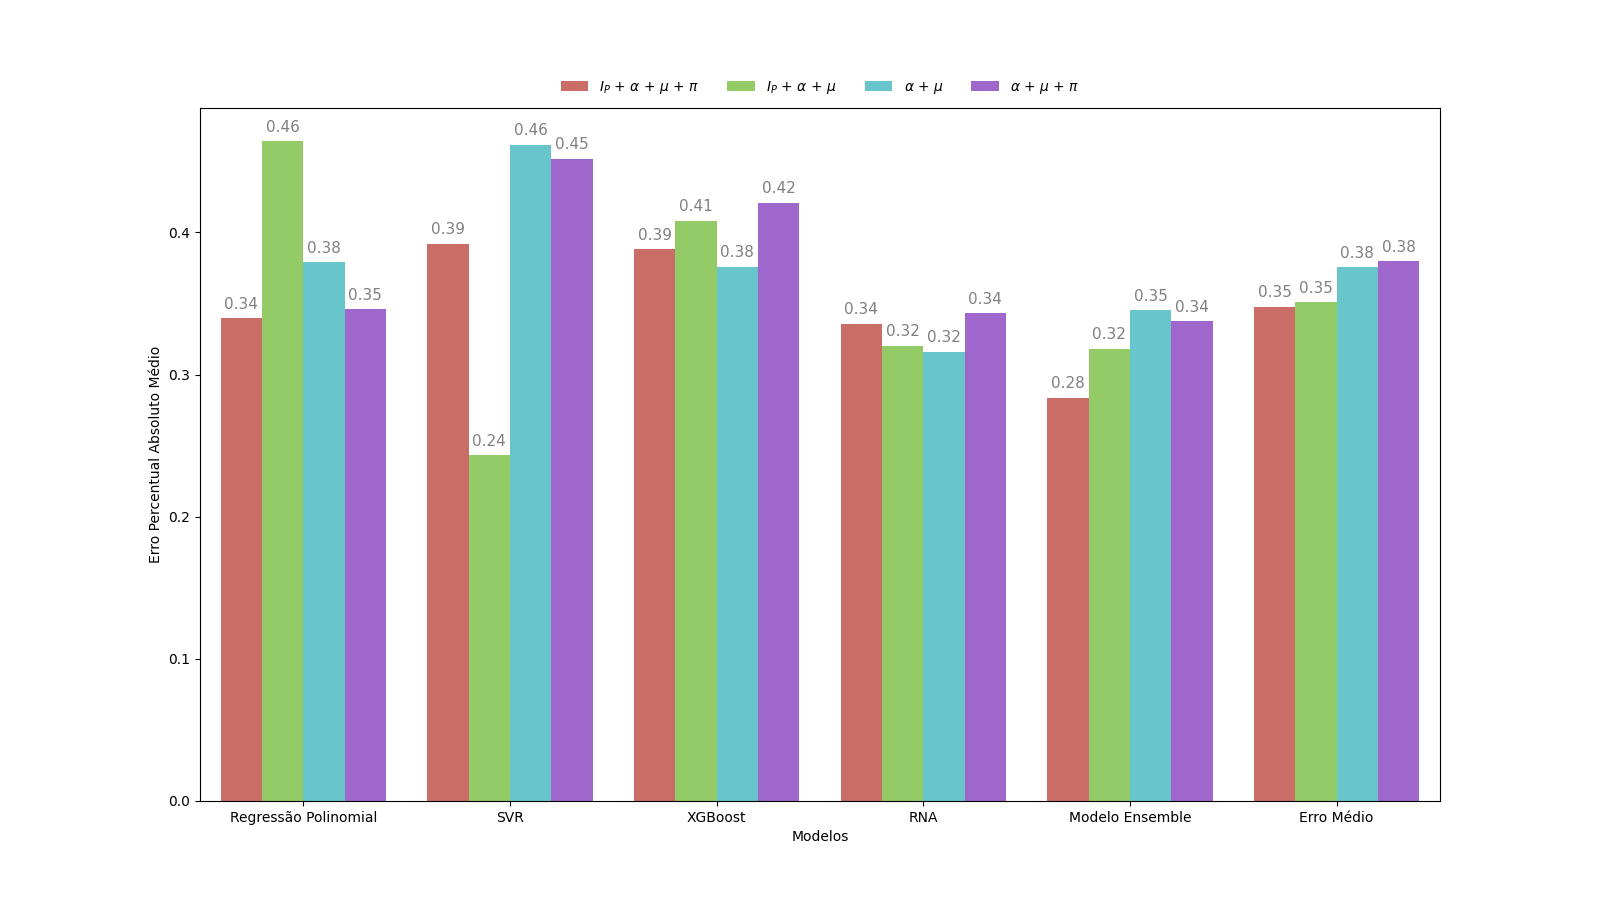 I_P + α + μ + π   I_P + α + μ   α + μ   α + μ + π
Erro Percentual Absoluto Médio
0.4
0.3
0.2
0.1
0.0
0.34 0.46 0.38 0.35
0.39 0.24 0.46 0.45
0.39 0.41 0.38 0.42
0.34 0.32 0.32 0.34
0.28 0.32 0.35 0.34
0.35 0.35 0.38 0.38
Regressão Polinomial SVR XGBoost RNA Modelo Ensemble Erro Médio
Modelos